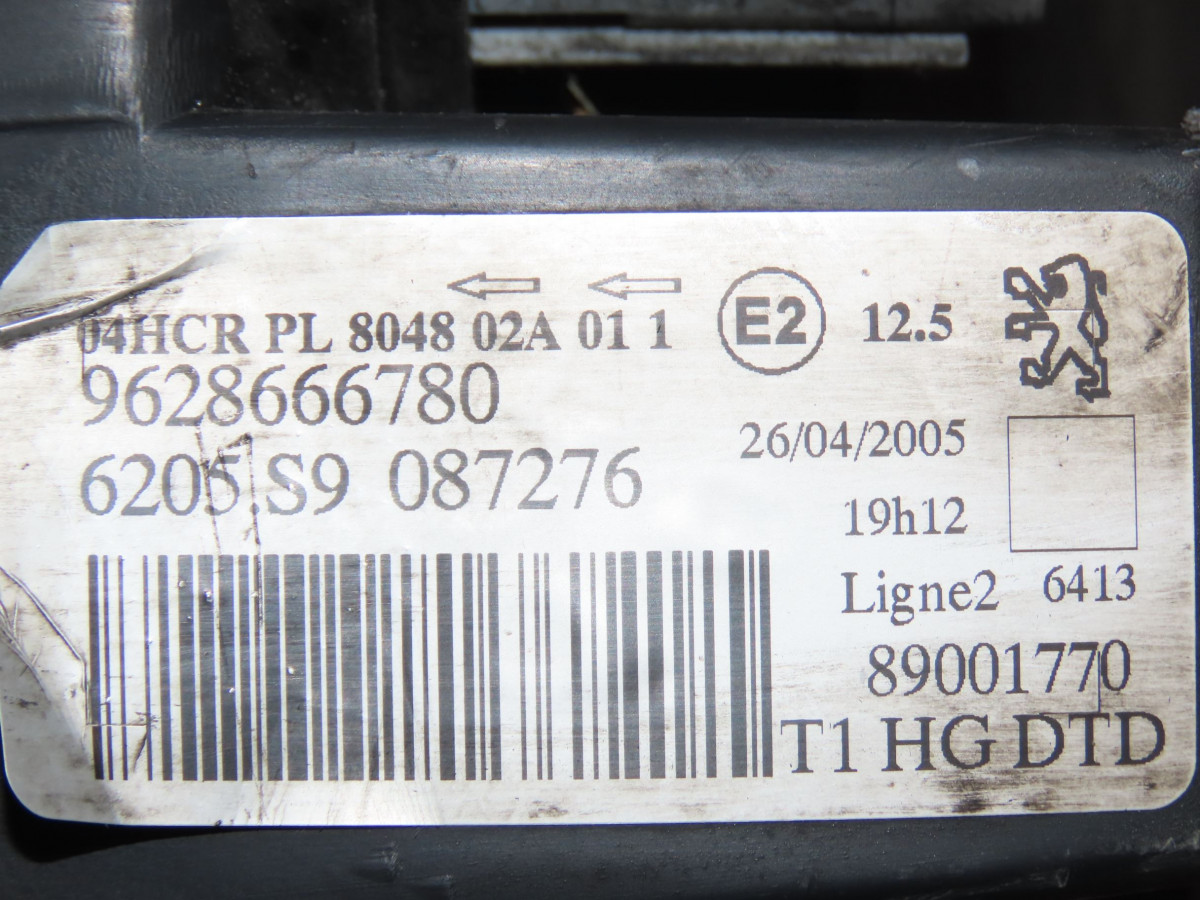 04HCR PL 8048 02A 01 1 E2 12.5
9628666780
6205.S9 087276
26/04/2005
19h12
Ligne2 6413
89001770
T1 HG DTD